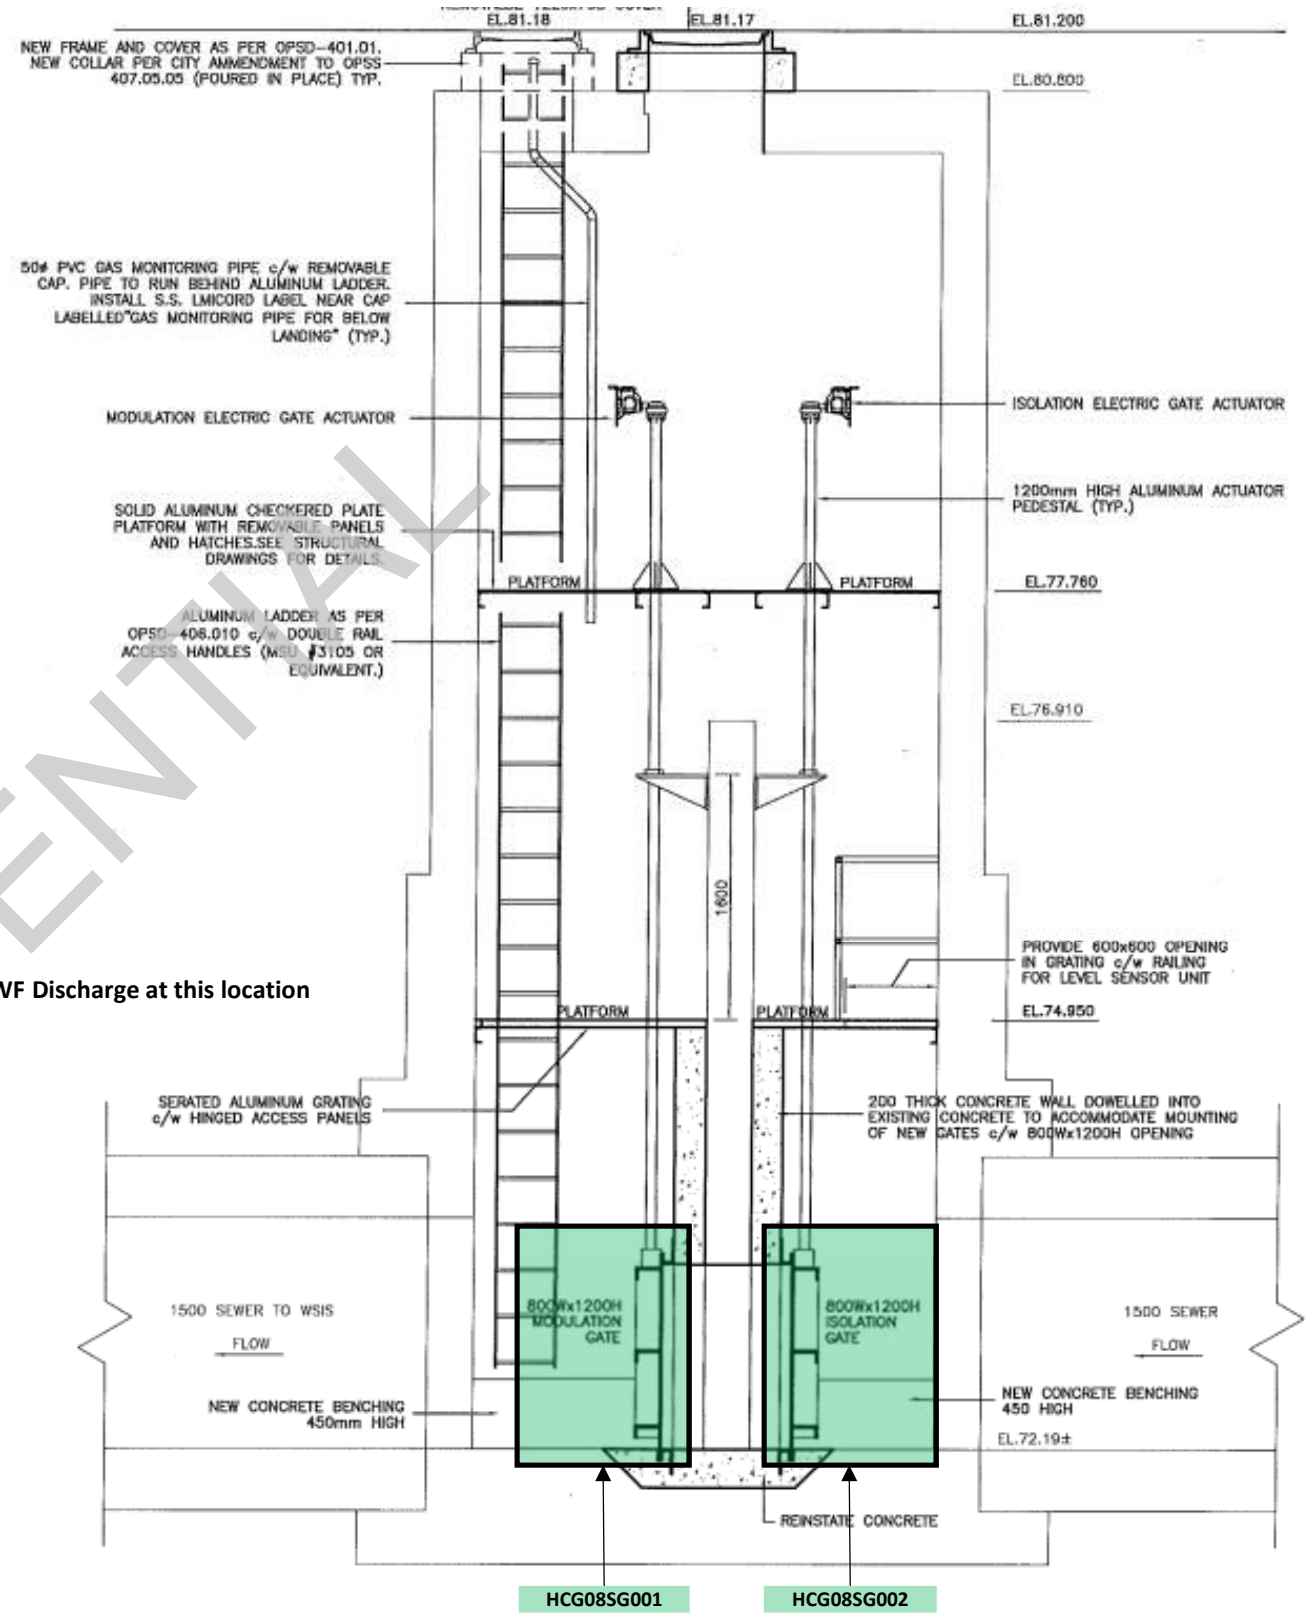 REMOVABLE 1220x738 COVER
EL.81.18
EL.81.17
EL.81.200
NEW FRAME AND COVER AS PER OPSD-401.01.
NEW COLLAR PER CITY AMMENDMENT TO OPSS
407.05.05 (POURED IN PLACE) TYP.
EL.80.800
50ø PVC GAS MONITORING PIPE c/w REMOVABLE
CAP. PIPE TO RUN BEHIND ALUMINUM LADDER.
INSTALL S.S. LMICORD LABEL NEAR CAP
LABELLED"GAS MONITORING PIPE FOR BELOW
LANDING" (TYP.)
MODULATION ELECTRIC GATE ACTUATOR
ISOLATION ELECTRIC GATE ACTUATOR
1200mm HIGH ALUMINUM ACTUATOR
PEDESTAL (TYP.)
SOLID ALUMINUM CHECKERED PLATE
PLATFORM WITH REMOVABLE PANELS
AND HATCHES.SEE STRUCTURAL
DRAWINGS FOR DETAILS.
PLATFORM
PLATFORM
EL.77.760
ALUMINUM LADDER AS PER
OPSD-406.010 c/w DOUBLE RAIL
ACCESS HANDLES (MSU #3105 OR
EQUIVALENT.)
EL.76.910
ENTIAL
1600
PROVIDE 600x600 OPENING
IN GRATING c/w RAILING
FOR LEVEL SENSOR UNIT
WF Discharge at this location
PLATFORM
PLATFORM
EL.74.950
SERATED ALUMINUM GRATING
c/w HINGED ACCESS PANELS
200 THICK CONCRETE WALL DOWELLED INTO
EXISTING CONCRETE TO ACCOMMODATE MOUNTING
OF NEW GATES c/w 800Wx1200H OPENING
1500 SEWER TO WSIS
FLOW
800Wx1200H
MODULATION
GATE
800Wx1200H
ISOLATION
GATE
1500 SEWER
FLOW
NEW CONCRETE BENCHING
450mm HIGH
NEW CONCRETE BENCHING
450 HIGH
EL.72.19±
REINSTATE CONCRETE
HCG08SG001
HCG08SG002